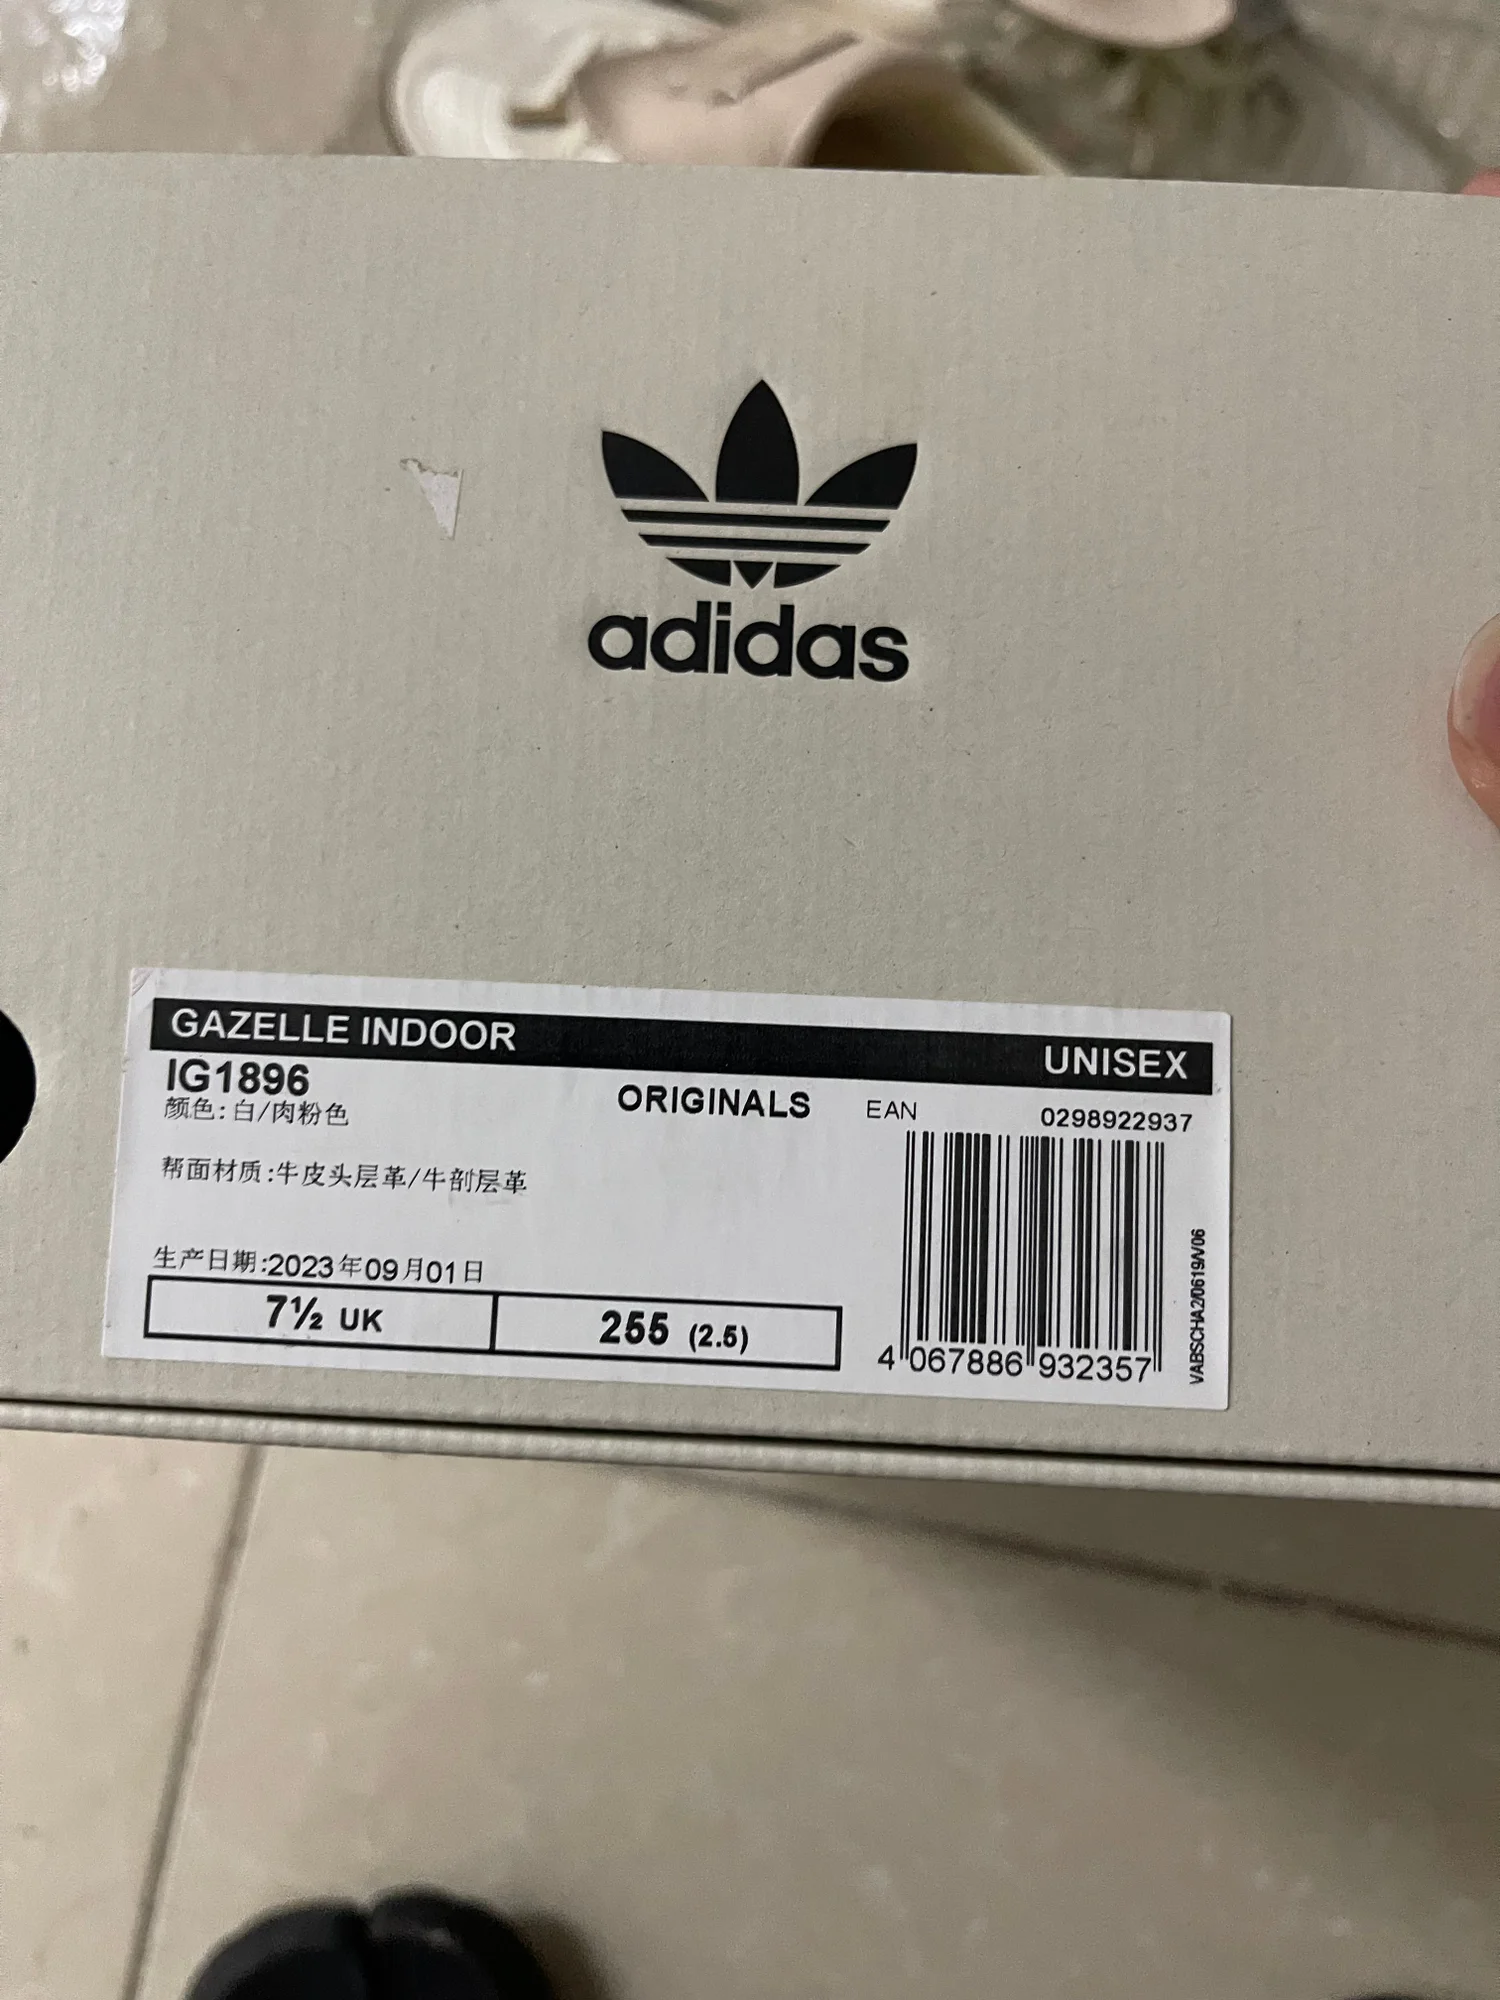 adidas
GAZELLE INDOOR
UNISEX
IG1896
ORIGINALS
EAN
0298922937
颜色:白/肉粉色
帮面材质:牛皮头层革/牛剖层革
生产日期:2023年09月01日
7½ UK
255 (2.5)
4 067886 932357
VABSCHA2/0619/V06